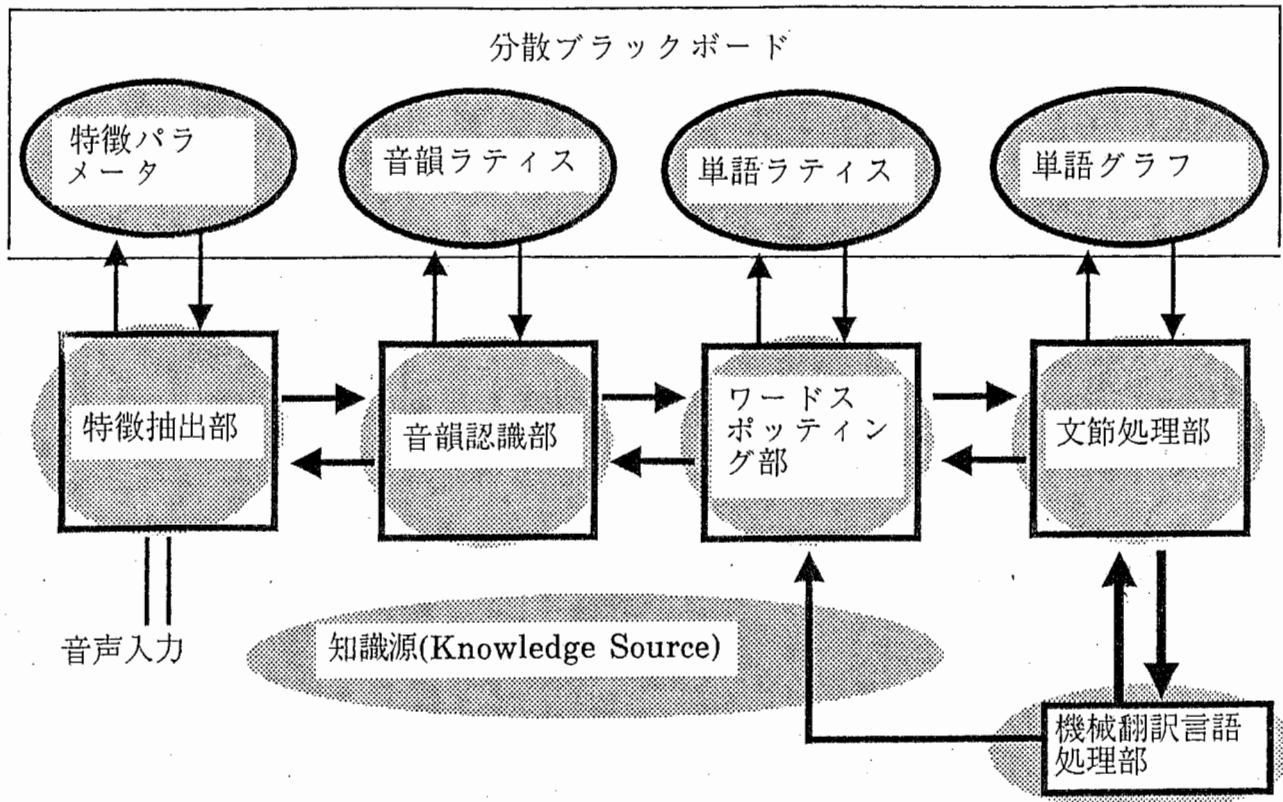 分散ブラックボード
特徴パラ
メータ
音韻ラティス
単語ラティス
単語グラフ
特徴抽出部
音韻認識部
ワードス
ポッティン
グ部
文節処理部
音声入力
知識源(Knowledge Source)
機械翻訳言語
処理部